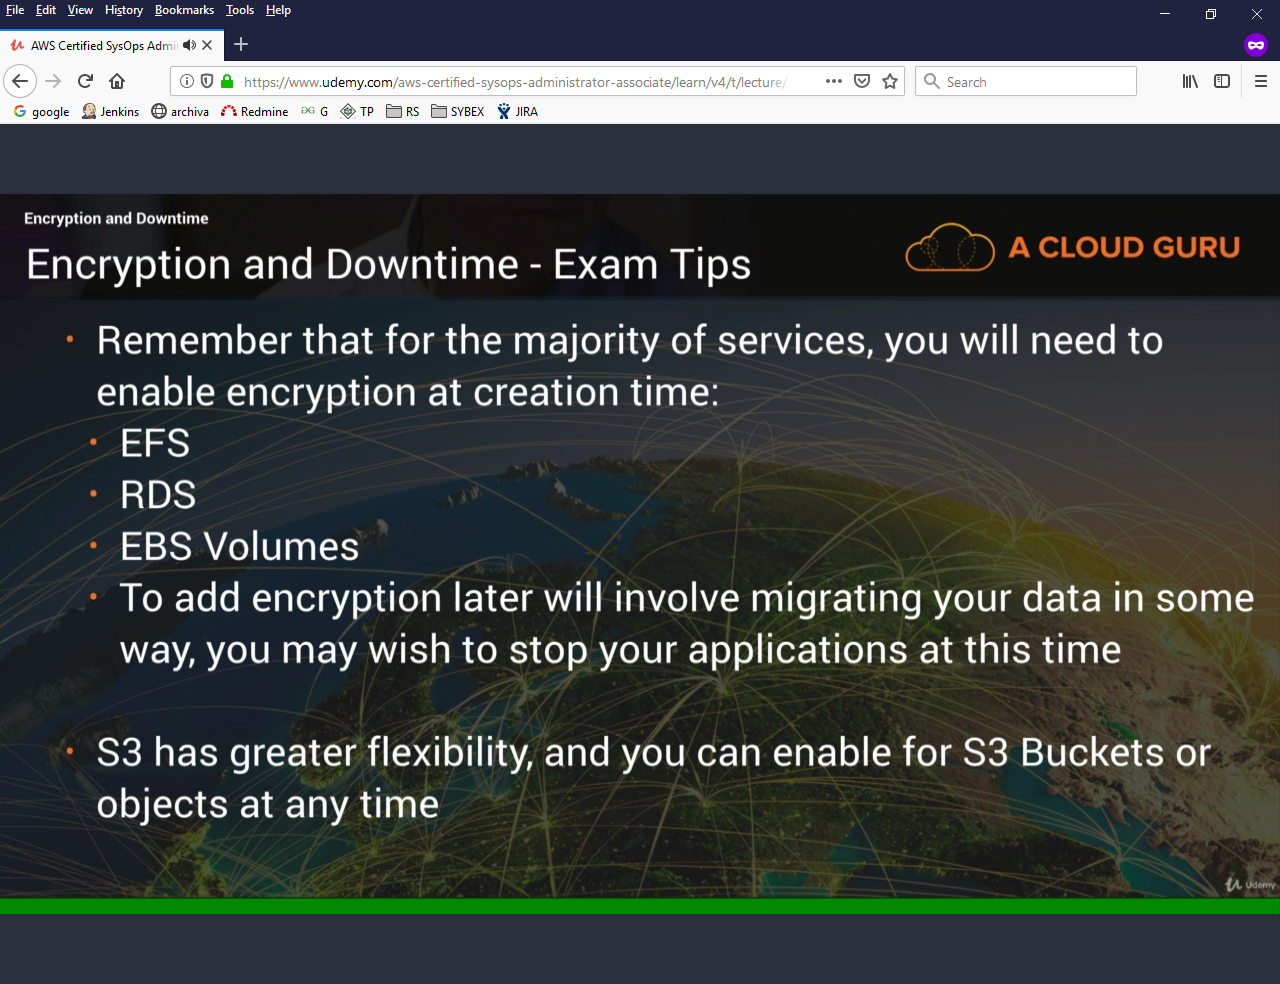 File Edit View History Bookmarks Tools Help
AWS Certified SysOps Admi
https://www.udemy.com/aws-certified-sysops-administrator-associate/learn/v4/t/lecture/
Search
google Jenkins archiva Redmine G TP RS SYBEX JIRA
Encryption and Downtime
Encryption and Downtime - Exam Tips
A CLOUD GURU
• Remember that for the majority of services, you will need to
enable encryption at creation time:
• EFS
• RDS
• EBS Volumes
• To add encryption later will involve migrating your data in some
way, you may wish to stop your applications at this time
• S3 has greater flexibility, and you can enable for S3 Buckets or
objects at any time
Udemy